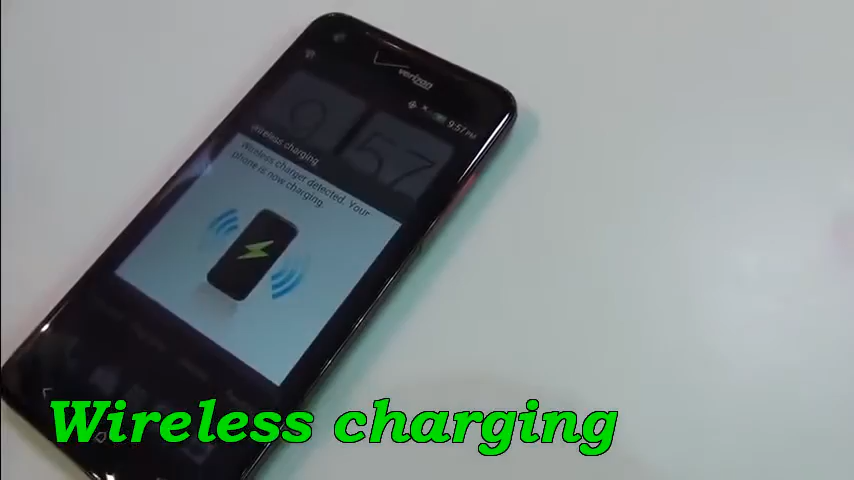 verizon
9:57 PM
9 57
Wireless charging
Wireless charger detected. Your
phone is now charging.
Wireless charging